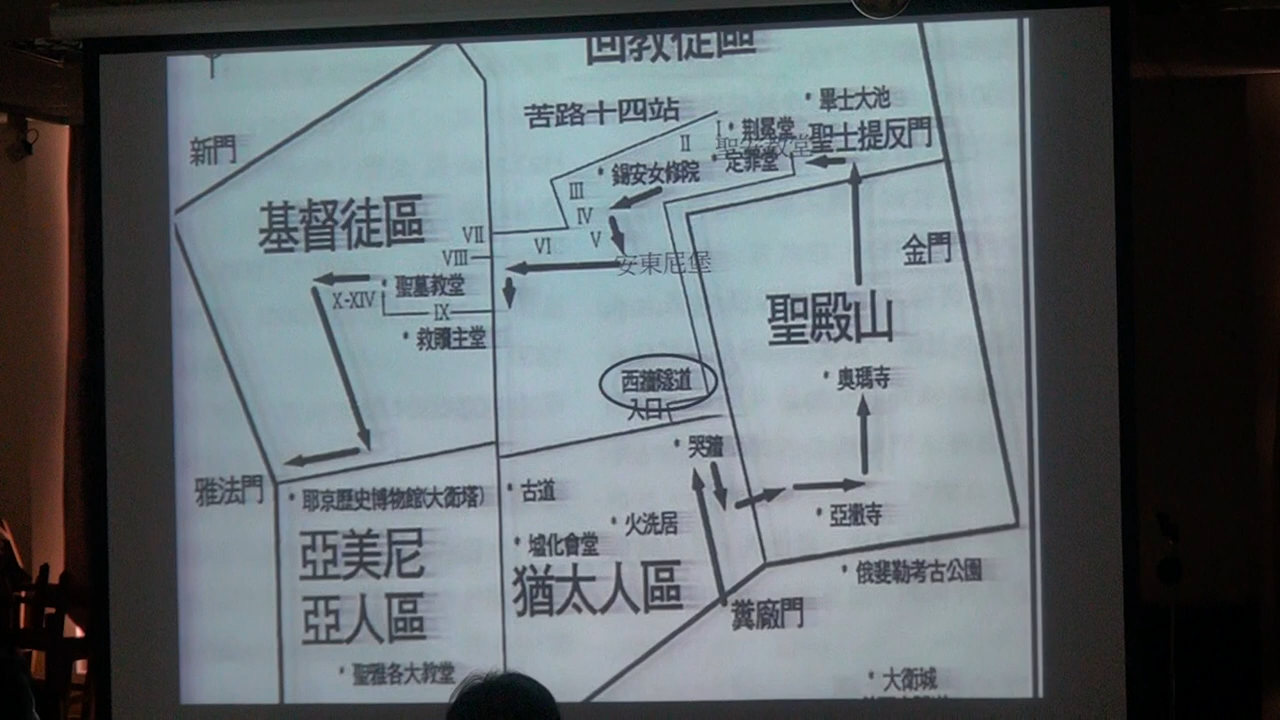 回教徒區
苦路十四站
畢士大池
I
荆冕堂
聖士提反門
II
定罪堂
新門
錫安女修院
III
IV
基督徒區
VII
VI
V
金門
VIII
安東尼堡
聖墓教堂
X-XIV
IX
聖殿山
救贖主堂
西牆隧道
入口
奧瑪寺
哭牆
雅法門
耶京歷史博物館(大衛塔)
古道
火洗居
亞撒寺
亞美尼
亞人區
墟化會堂
猶太人區
俄斐勒考古公園
糞廠門
聖雅各大教堂
大衛城